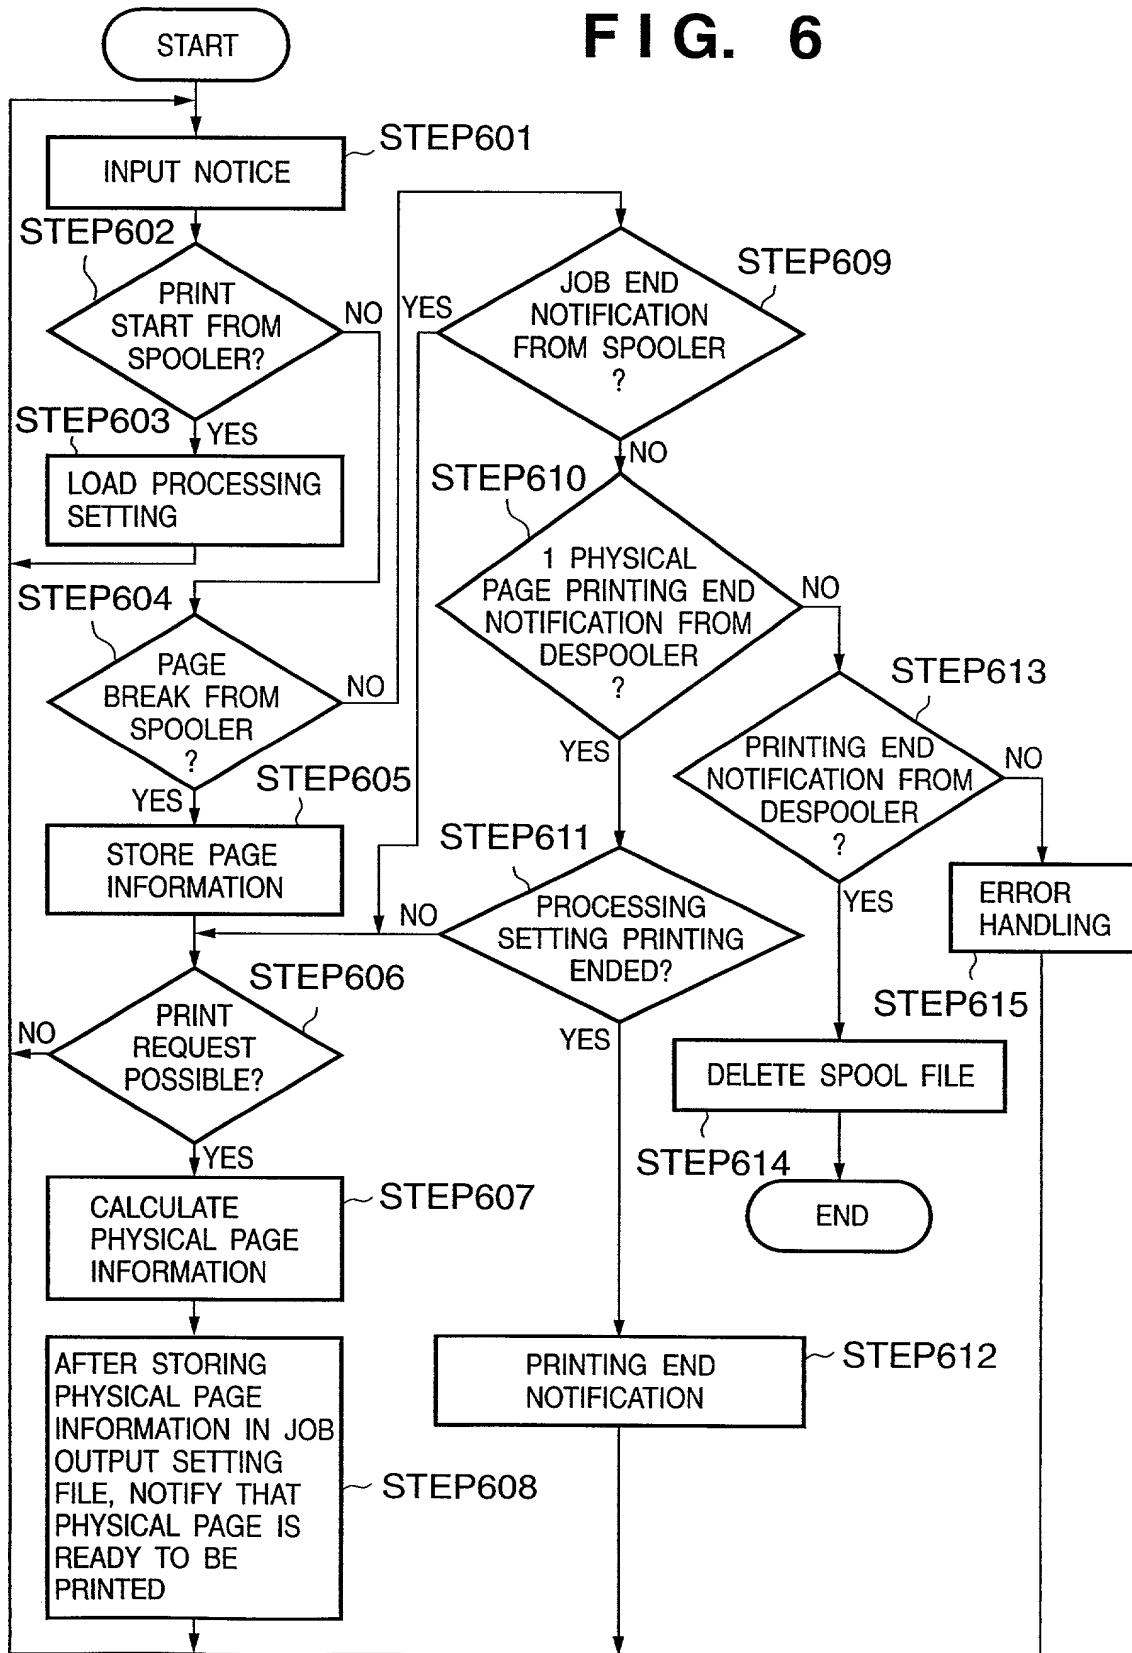 FIG. 6
START
INPUT NOTICE
STEP601
STEP602
PRINT
START FROM
SPOOLER?
NO
YES
STEP603
LOAD PROCESSING
SETTING
STEP604
PAGE
BREAK FROM
SPOOLER
?
NO
YES
STEP605
STORE PAGE
INFORMATION
STEP606
PRINT
REQUEST
POSSIBLE?
NO
YES
STEP607
CALCULATE
PHYSICAL PAGE
INFORMATION
AFTER STORING
PHYSICAL PAGE
INFORMATION IN JOB
OUTPUT SETTING
FILE, NOTIFY THAT
PHYSICAL PAGE IS
READY TO BE
PRINTED
STEP608
STEP609
JOB END
NOTIFICATION
FROM SPOOLER
?
YES
NO
STEP610
1 PHYSICAL
PAGE PRINTING END
NOTIFICATION FROM
DESPOOLER
?
NO
YES
STEP611
PROCESSING
SETTING PRINTING
ENDED?
NO
YES
PRINTING END
NOTIFICATION
STEP612
STEP613
PRINTING END
NOTIFICATION FROM
DESPOOLER
?
NO
YES
ERROR
HANDLING
STEP615
DELETE SPOOL FILE
STEP614
END